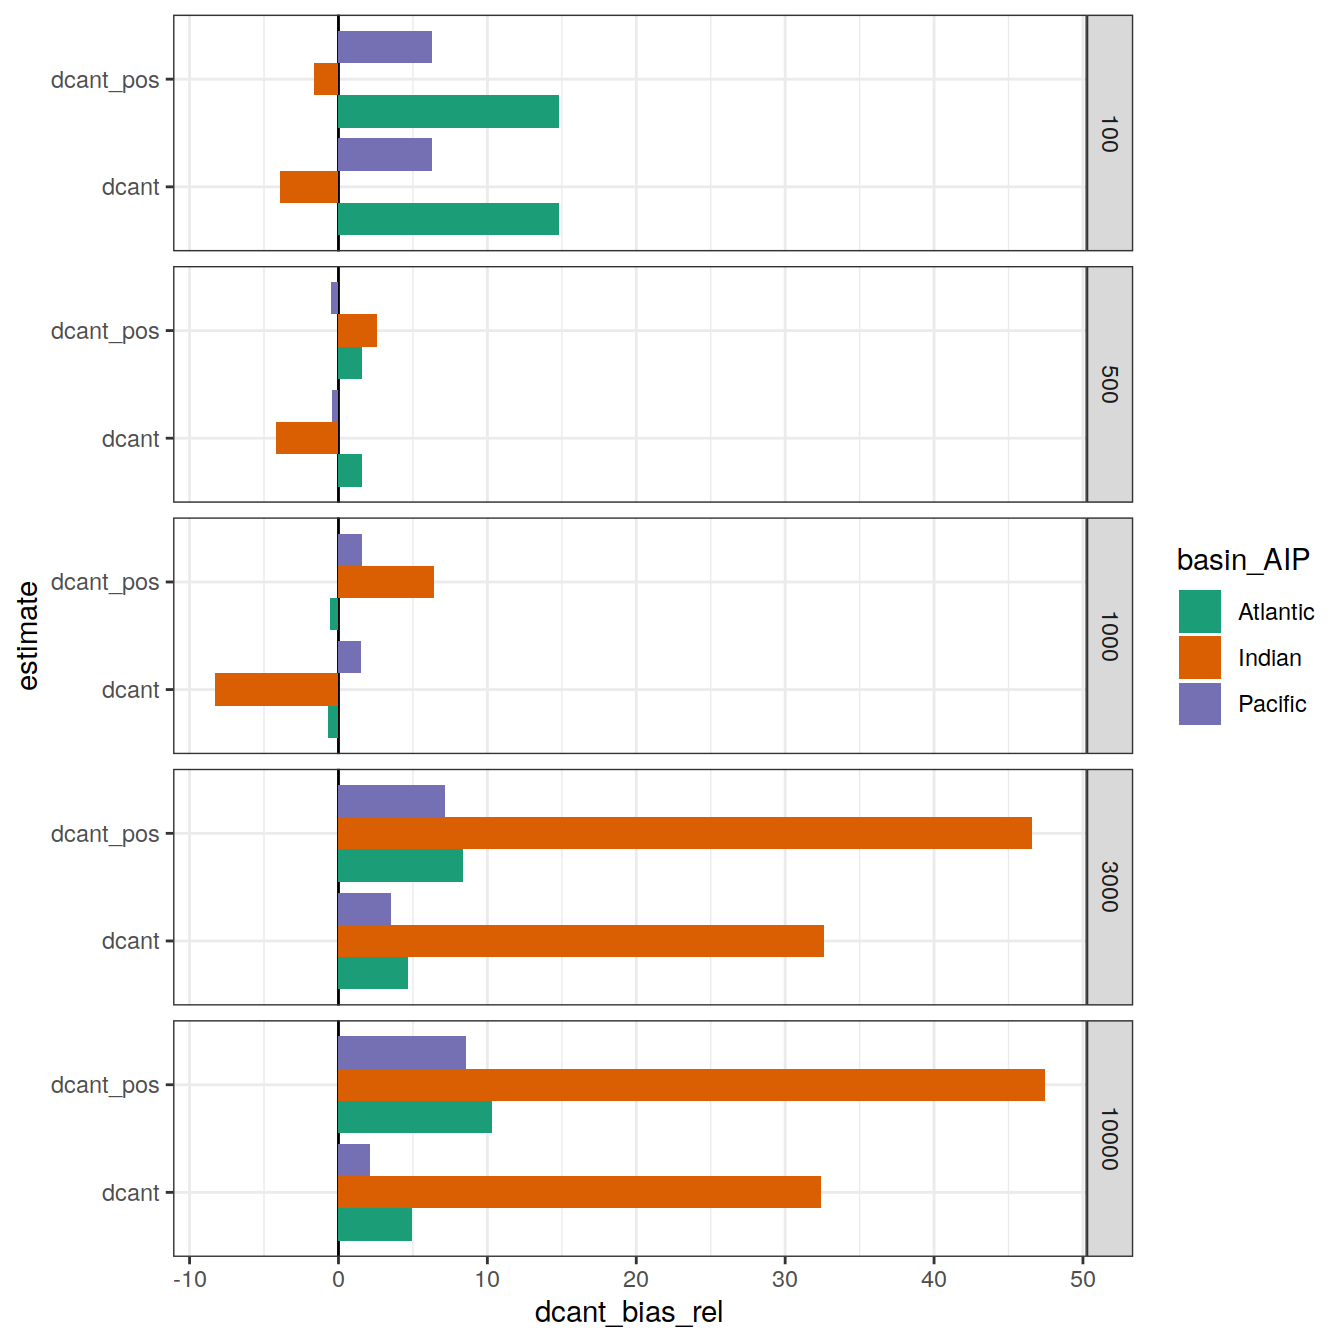 dcant_pos
dcant
100
dcant_pos
dcant
500
dcant_pos
dcant
1000
dcant_pos
dcant
3000
dcant_pos
dcant
10000
estimate
-10 0 10 20 30 40 50
dcant_bias_rel
basin_AIP
Atlantic
Indian
Pacific